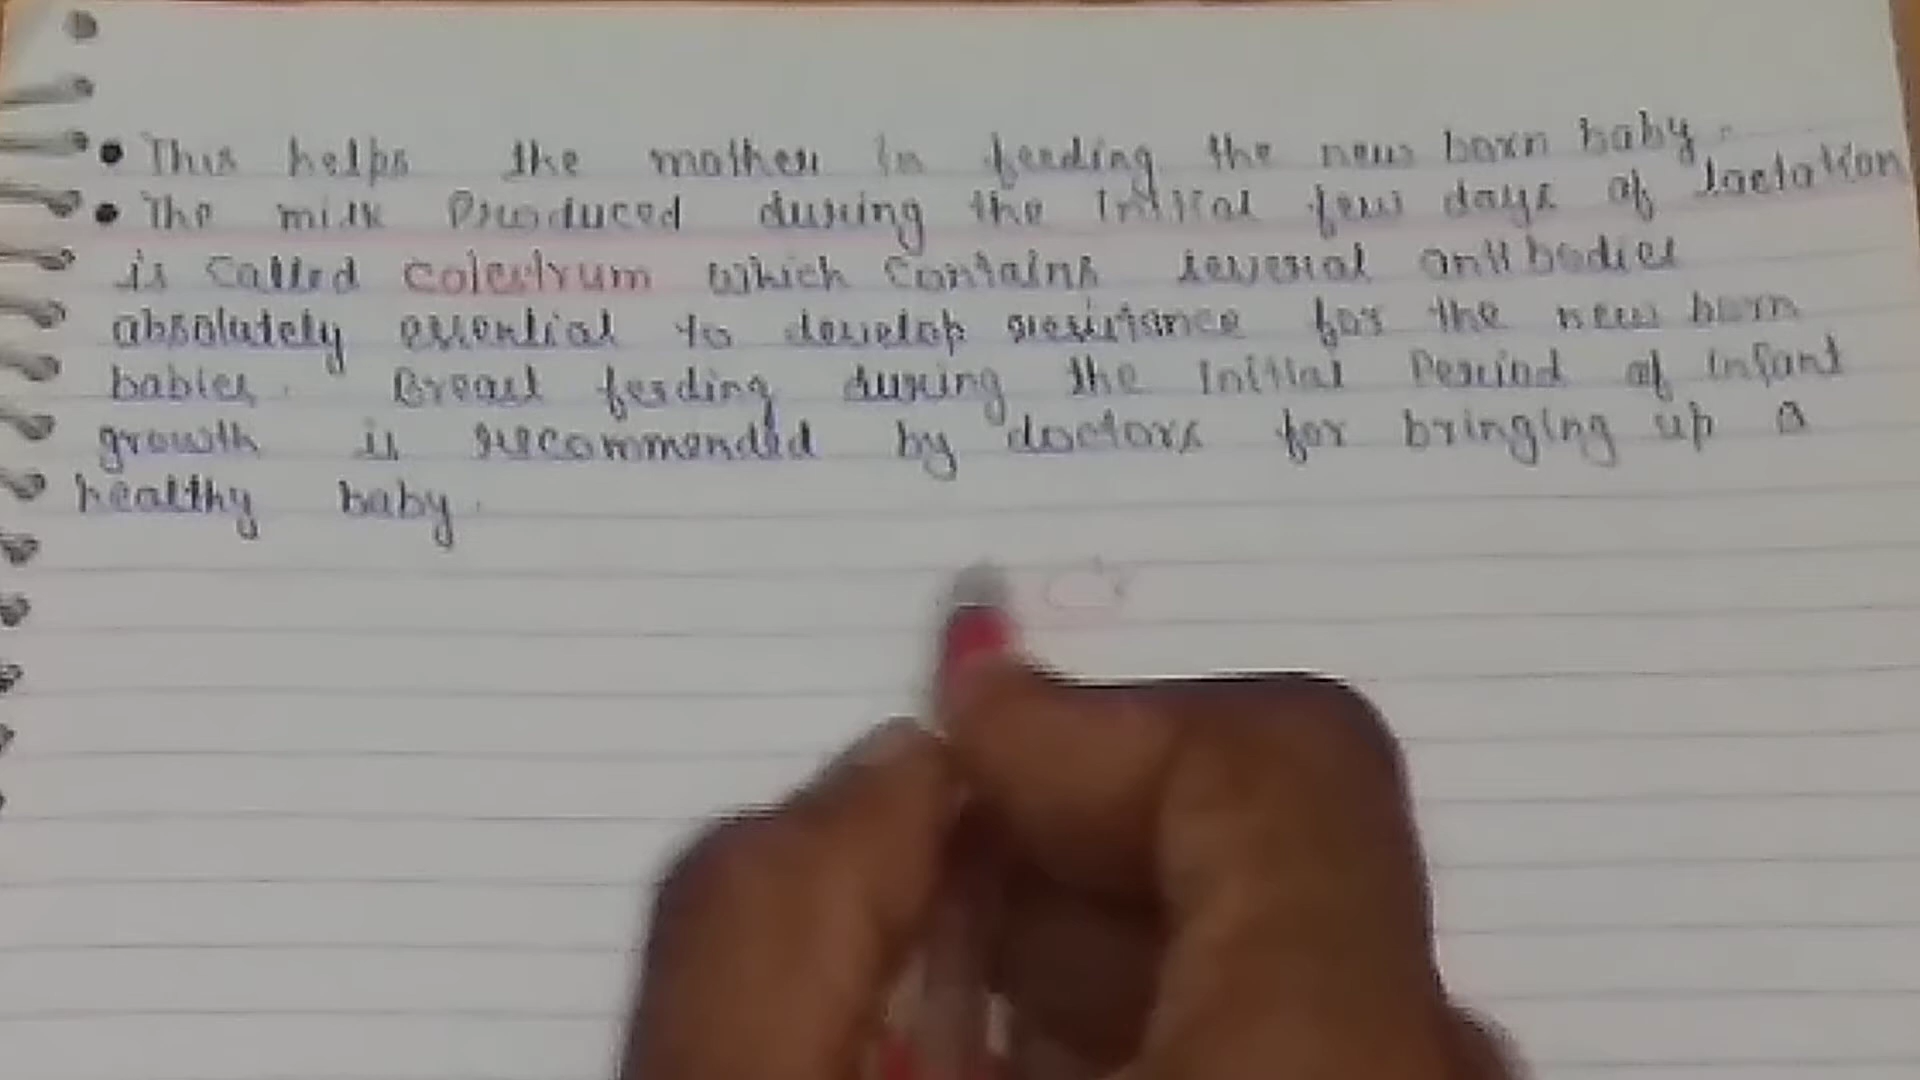 • This helps the mother in feeding the new born baby.
• The milk Produced during the initial few days of lactation
is called colestrum which contains several antibodies
absolutely essential to develop resistance for the new born
babies. Breast feeding during the initial Period of infant
growth is recommended by doctors for bringing up a
healthy baby.